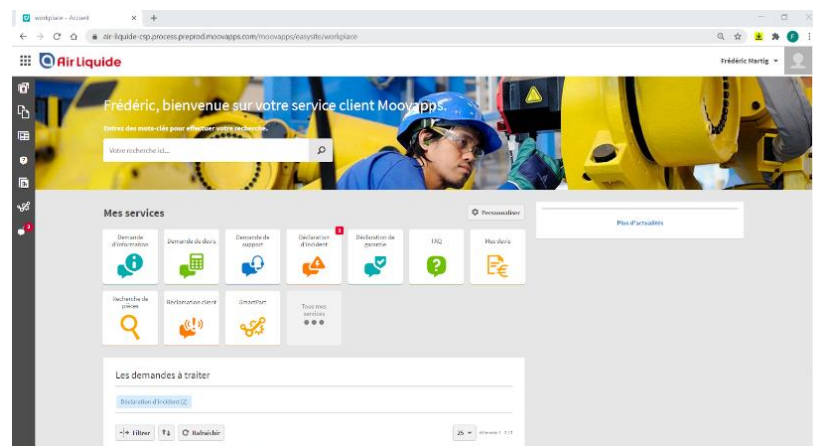 workplace - Accueil
air-liquide-csp.process.preprod.moovapps.com/moovapps/easysite/workplace
Air Liquide
Frédéric Martig
Frédéric, bienvenue sur votre service client Moovapps.
Entrez des mots-clés pour effectuer votre recherche.
Votre recherche ici...
Mes services
Personnaliser
Plus d'actualités
Demande d'information
Demande de devis
Demande de support
Déclaration d'incident
Déclaration de garantie
FAQ
Mes devis
Recherche de pièces
Réclamation client
SmartPart
Tous mes services
Les demandes à traiter
Déclaration d'incident (2)
Filtrer
Rafraîchir
25